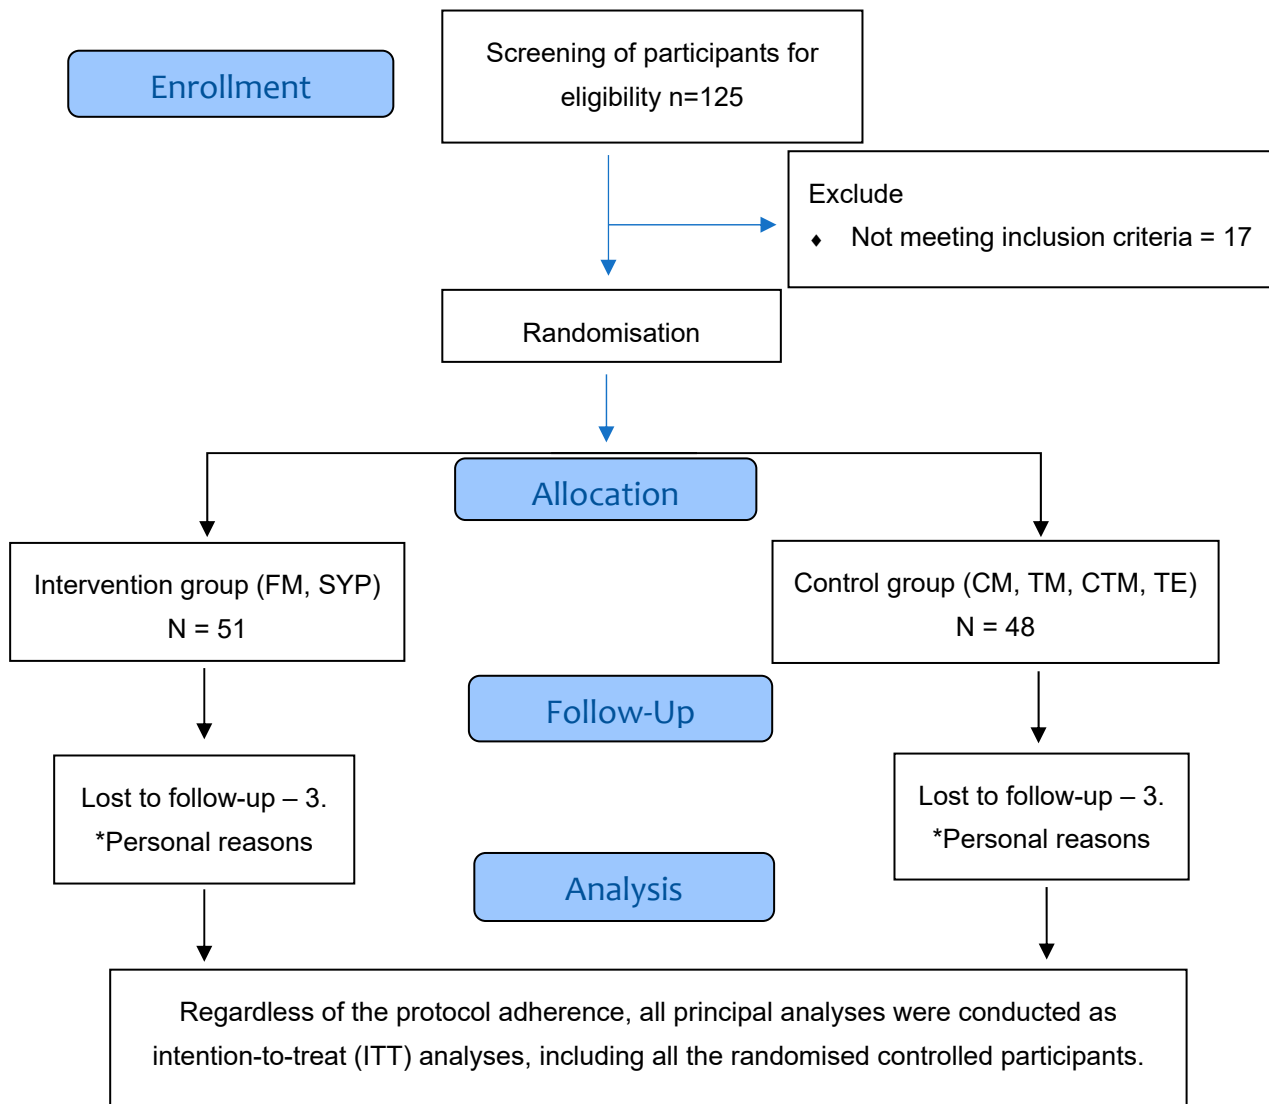 Enrollment
Screening of participants for
eligibility n=125
Exclude
♦ Not meeting inclusion criteria = 17
Randomisation
Allocation
Intervention group (FM, SYP)
N = 51
Control group (CM, TM, CTM, TE)
N = 48
Follow-Up
Lost to follow-up – 3.
*Personal reasons
Lost to follow-up – 3.
*Personal reasons
Analysis
Regardless of the protocol adherence, all principal analyses were conducted as
intention-to-treat (ITT) analyses, including all the randomised controlled participants.